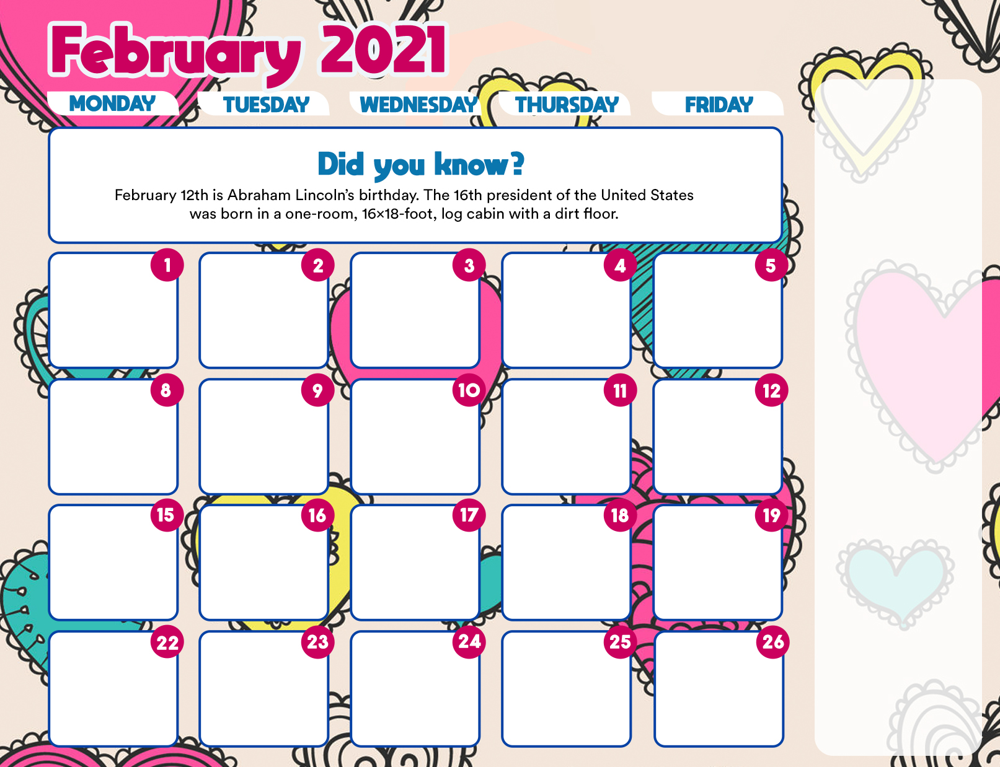 February 2021
MONDAY TUESDAY WEDNESDAY THURSDAY FRIDAY
Did you know?
February 12th is Abraham Lincoln's birthday. The 16th president of the United States
was born in a one-room, 16×18-foot, log cabin with a dirt floor.
1 2 3 4 5
8 9 10 11 12
15 16 17 18 19
22 23 24 25 26